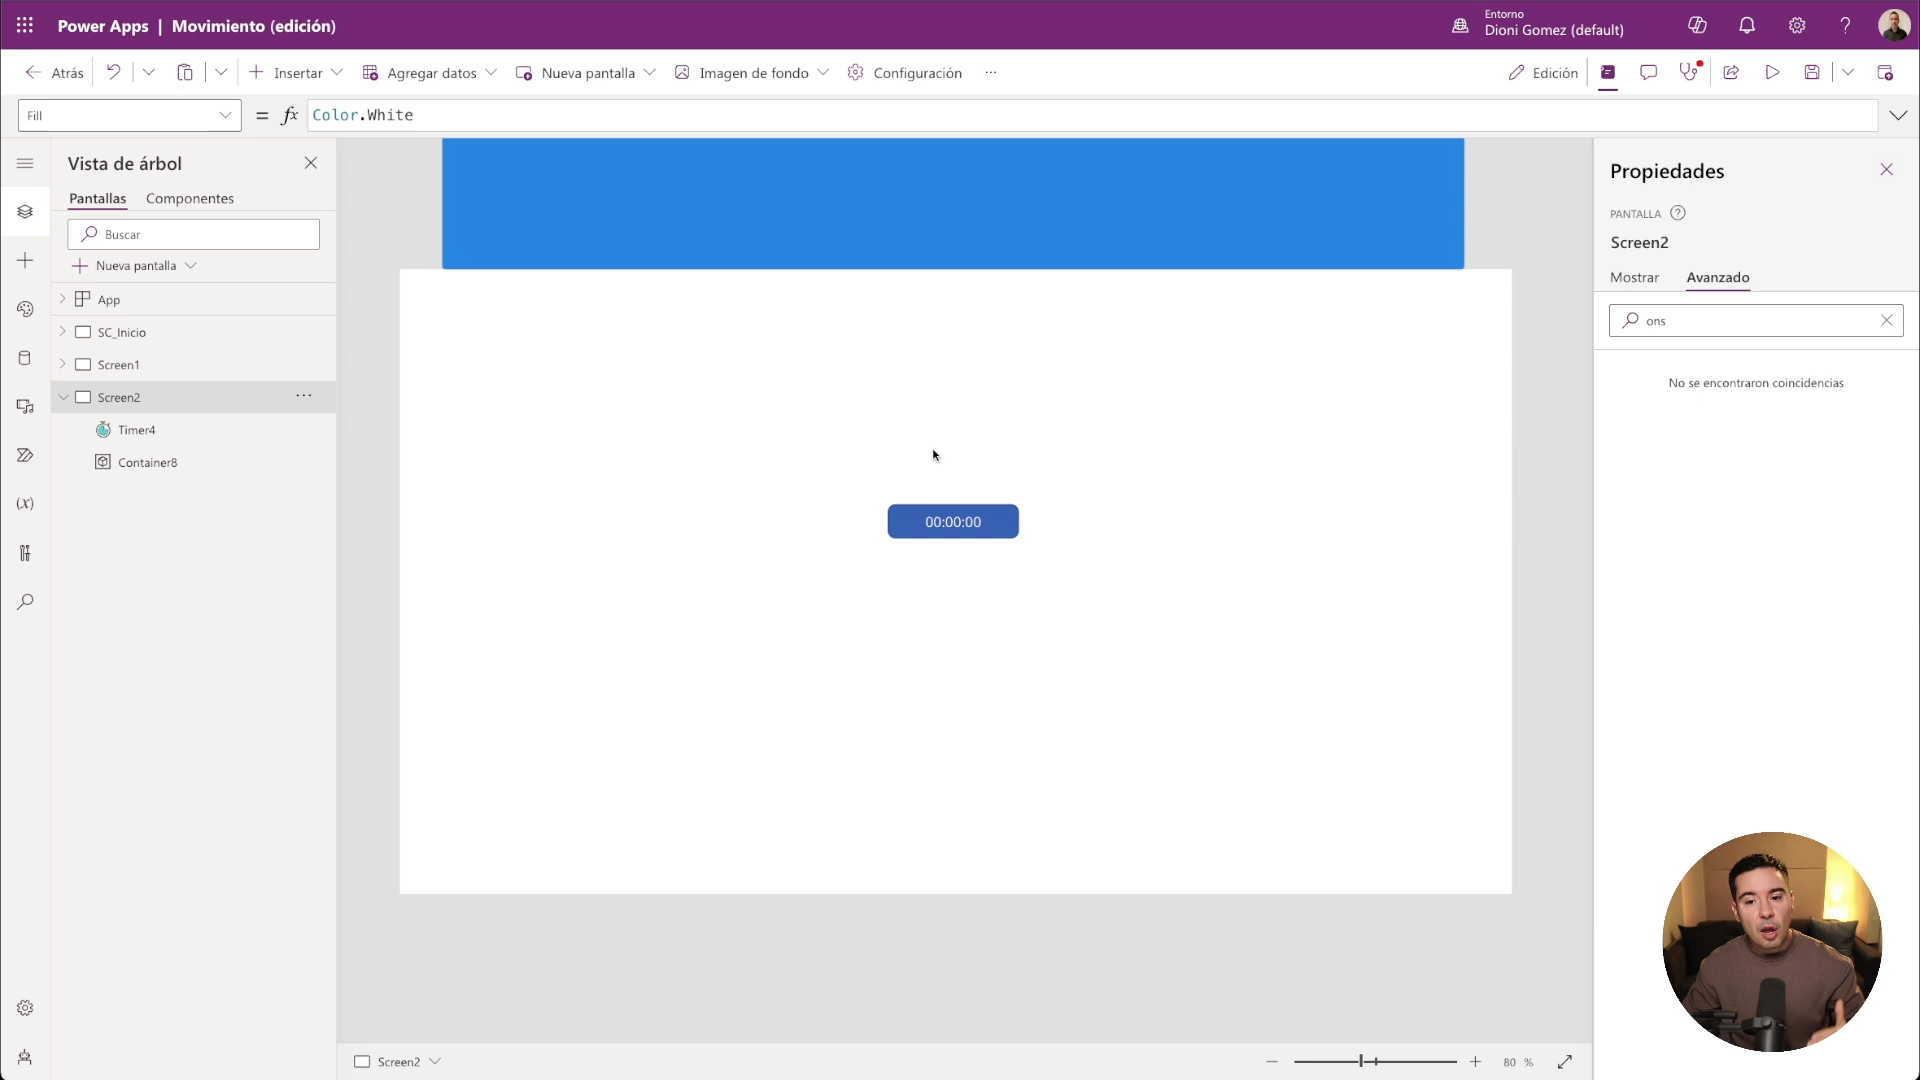 Power Apps | Movimiento (edición)
Entorno
Dioni Gomez (default)
Atrás
Insertar
Agregar datos
Nueva pantalla
Imagen de fondo
Configuración
...
Edición
Fill
= fx Color.White
Vista de árbol
Pantallas
Componentes
Buscar
Nueva pantalla
App
SC_Inicio
Screen1
Screen2
...
Timer4
Container8
(x)
00:00:00
Propiedades
PANTALLA
Screen2
Mostrar
Avanzado
ons
No se encontraron coincidencias
Screen2
80 %